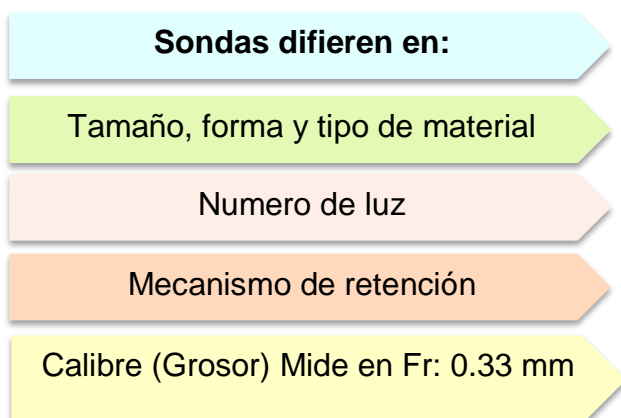 Sondas difieren en:
Tamaño, forma y tipo de material
Numero de luz
Mecanismo de retención
Calibre (Grosor) Mide en Fr: 0.33 mm